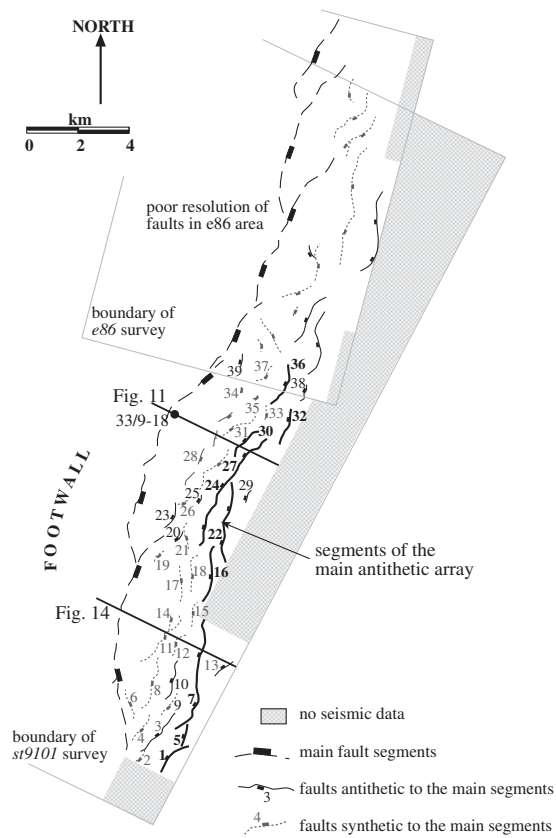 NORTH
km
0 2 4
poor resolution of
faults in e86 area
boundary of
e86 survey
39
37
36
38
34
Fig. 11
33/9-18
35
33
32
31
30
28
27
24
29
25
23
26
20
22
21
19
18
16
17
FOOTWALL
segments of the
main antithetic array
Fig. 14
14
15
11
12
13
10
8
6
9
7
3
4
5
boundary of
st9101 survey
2
1
no seismic data
main fault segments
faults antithetic to the main segments
3
4
faults synthetic to the main segments